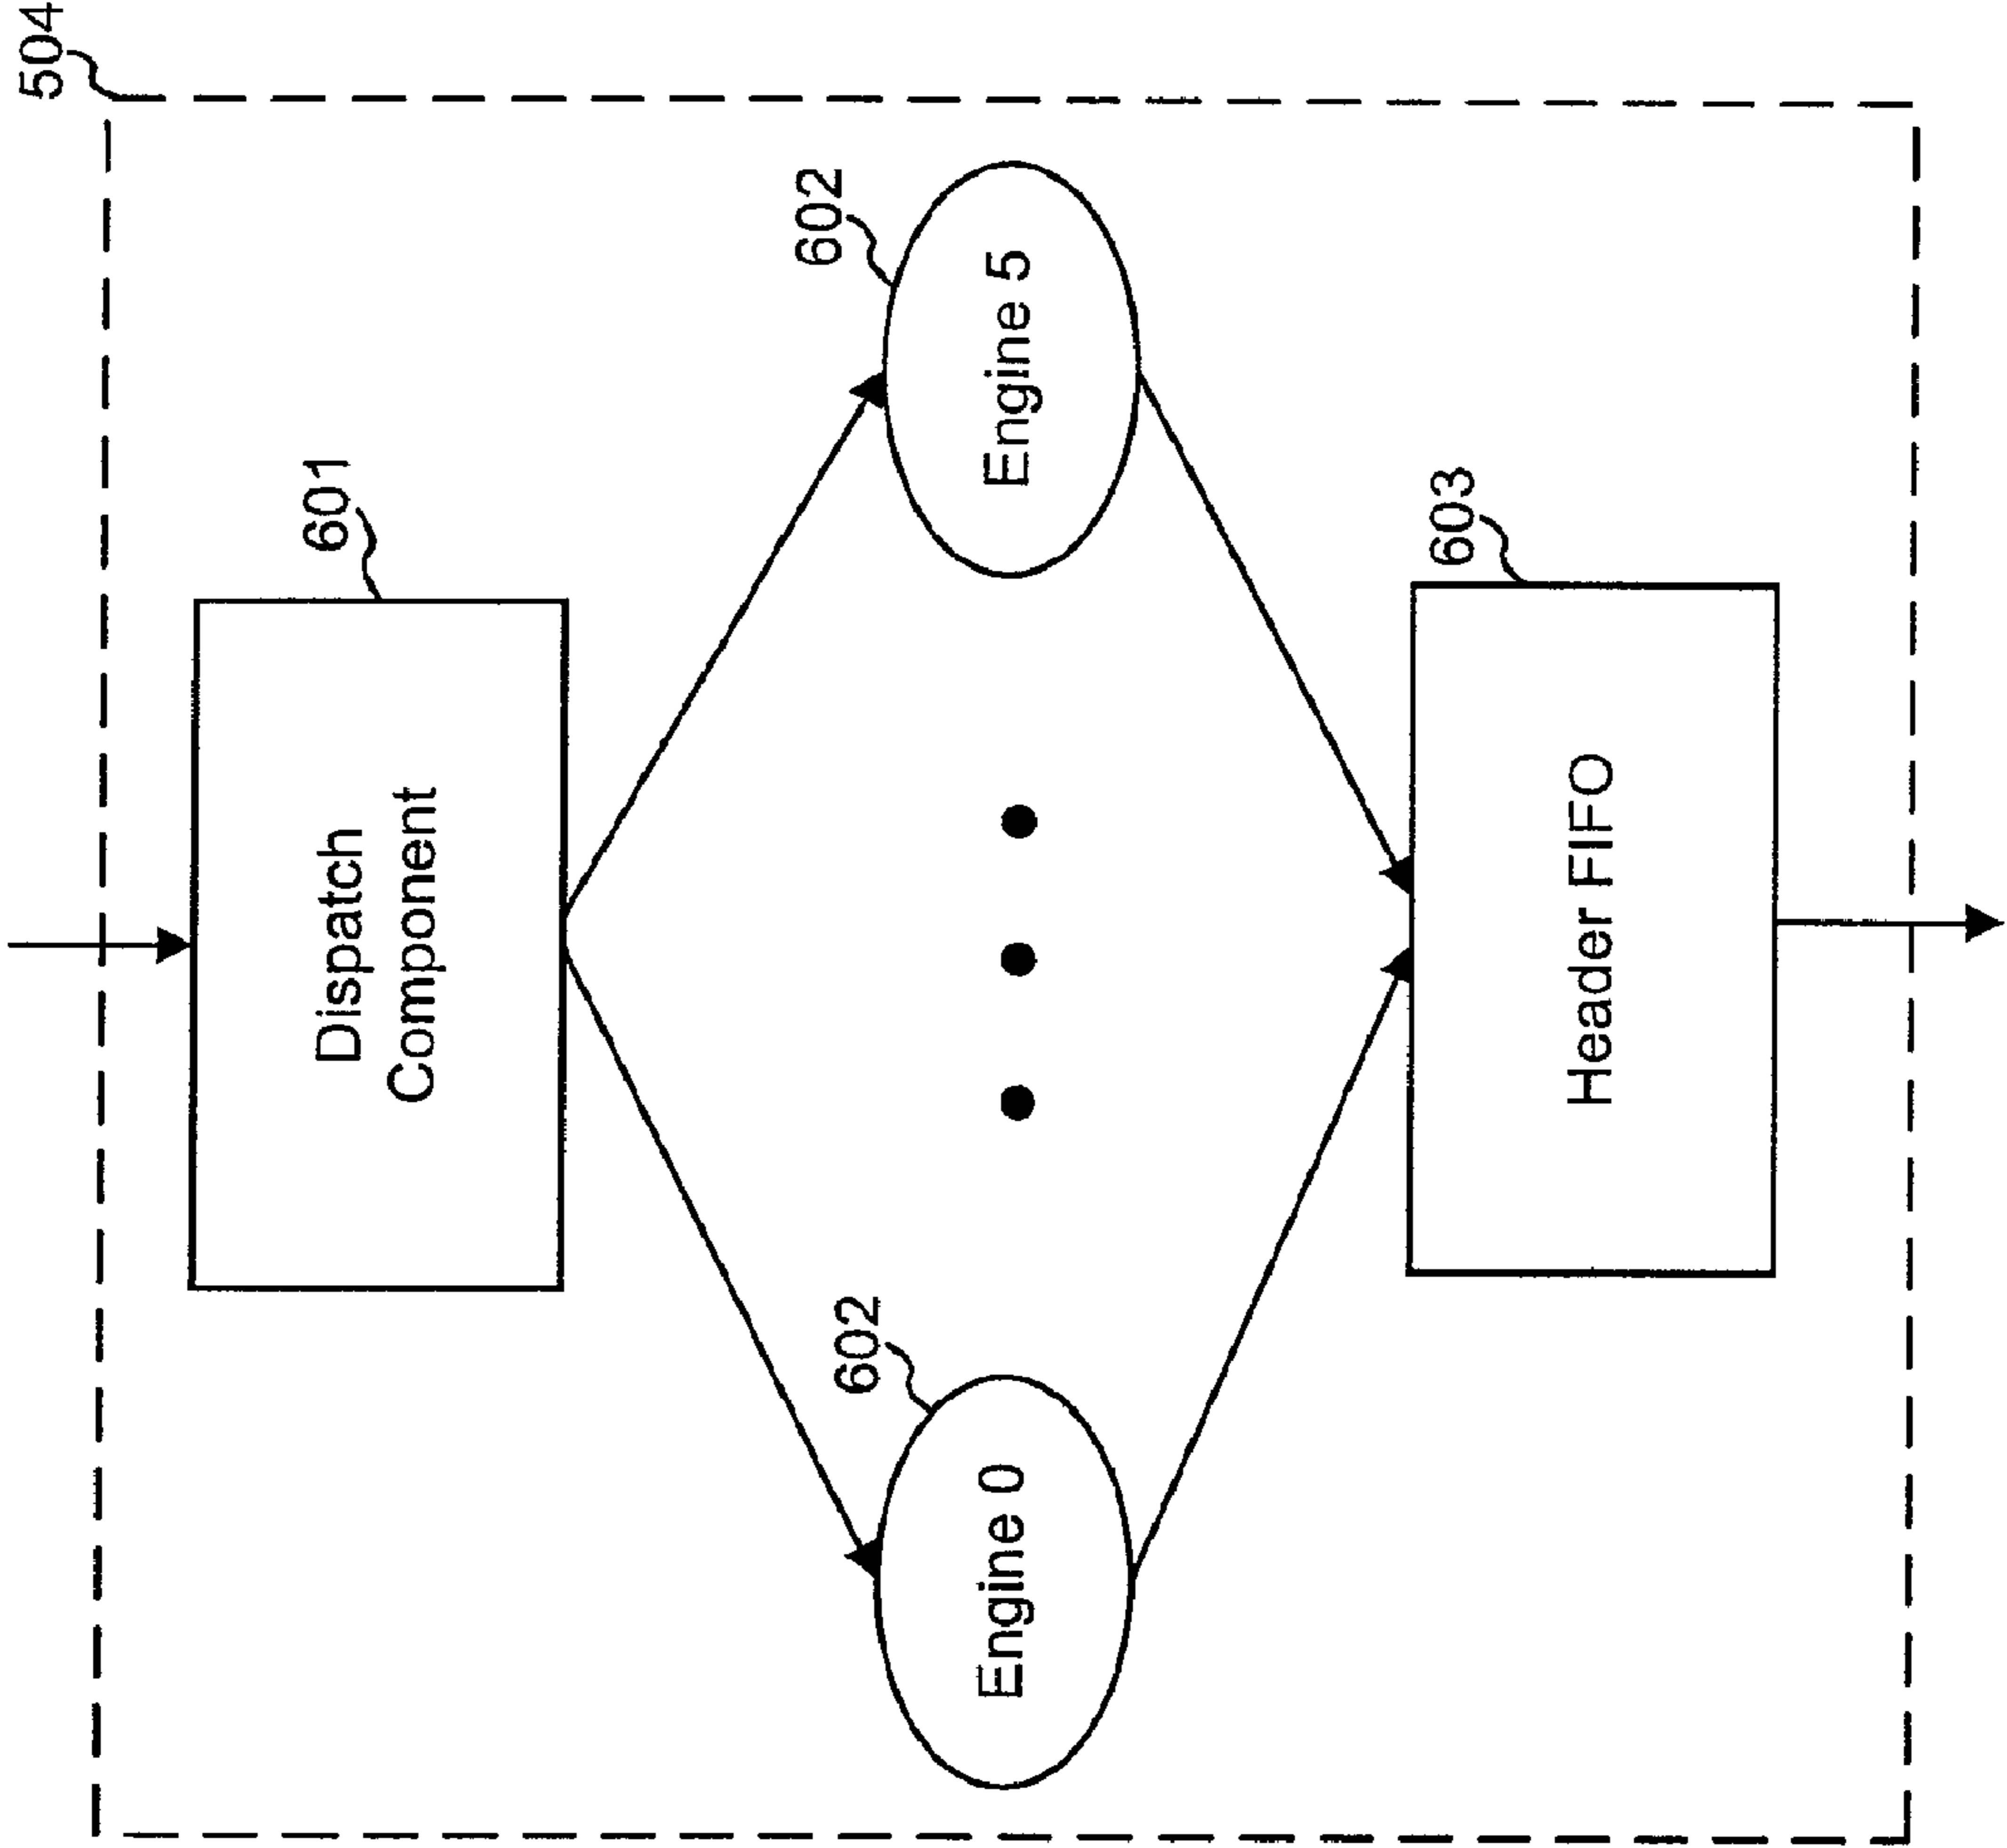 504
601
Dispatch
Component
602
Engine 0
602
Engine 5
603
Header FIFO